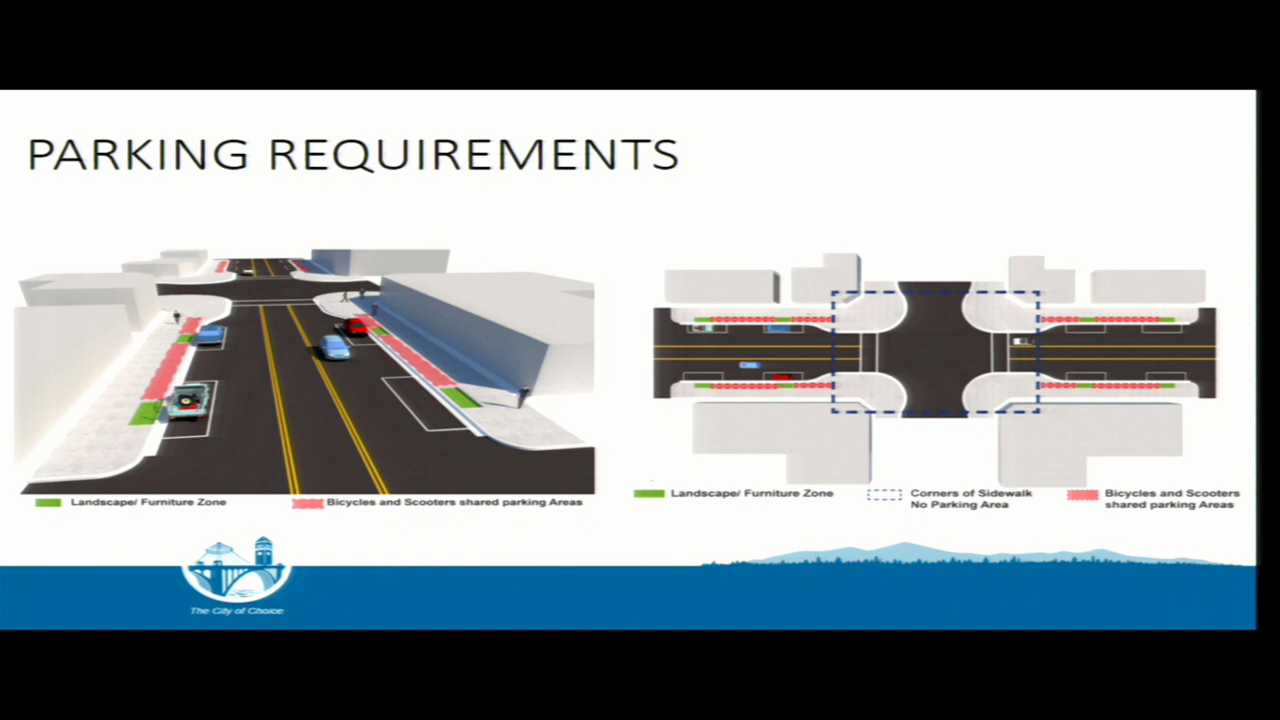 PARKING REQUIREMENTS
Landscape/ Furniture Zone
Bicycles and Scooters shared parking Areas
Landscape/ Furniture Zone
Corners of Sidewalk
No Parking Area
Bicycles and Scooters
shared parking Areas
The City of Choice